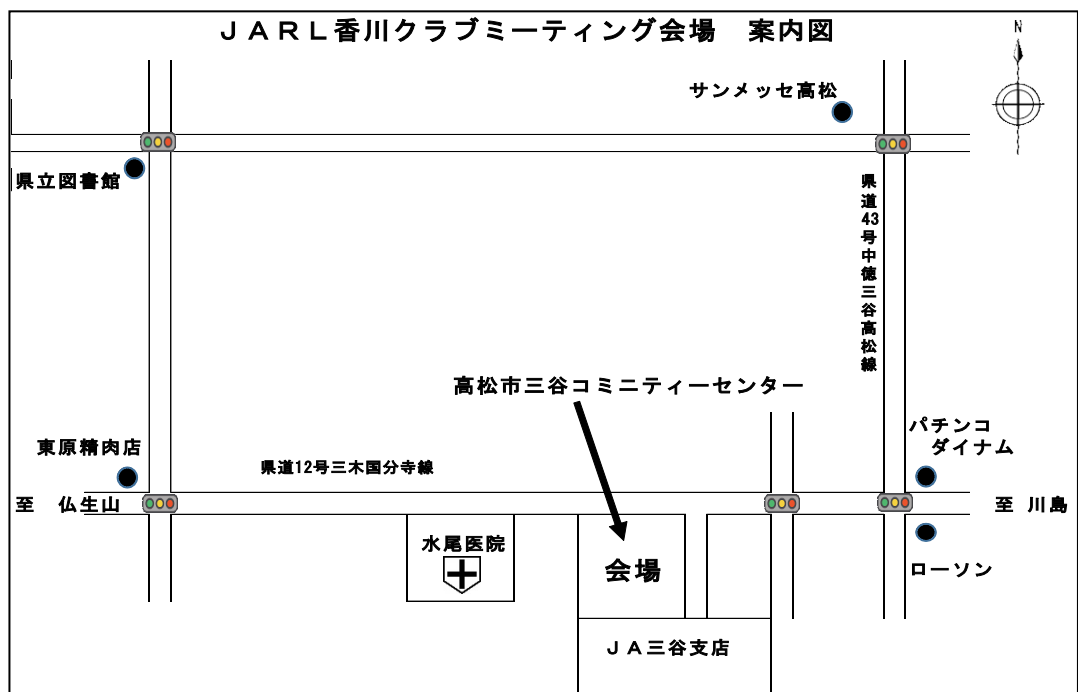 ＪＡＲＬ香川クラブミーティング会場　案内図
N
サンメッセ高松
県立図書館
県道43号中徳三谷高松線
高松市三谷コミニティーセンター
東原精肉店
県道12号三木国分寺線
パチンコ
ダイナム
至　仏生山
至 川島
水尾医院
会場
ローソン
ＪＡ三谷支店